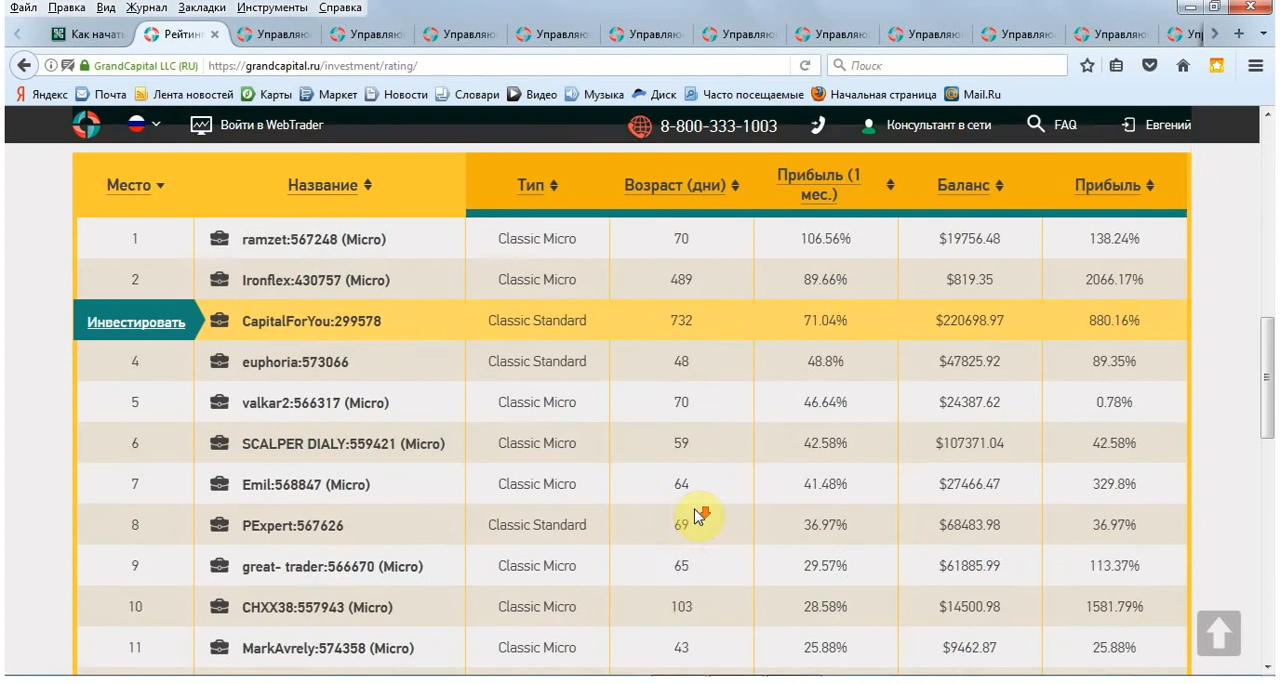 Файл Правка Вид Журнал Закладки Инструменты Справка
Как начать Рейтин Управляю Управляю Управляю Управляю Управляю Управляю Управляю Управляю Управляю Управляю Уп
GrandCapital LLC (RU) https://grandcapital.ru/investment/rating/ Поиск
Яндекс Почта Лента новостей Карты Маркет Новости Словари Видео Музыка Диск Часто посещаемые Начальная страница Mail.Ru
Войти в WebTrader 8-800-333-1003 Консультант в сети FAQ Евгений
Место Название Тип Возраст (дни) Прибыль (1 мес.) Баланс Прибыль
1 ramzet:567248 (Micro) Classic Micro 70 106.56% $19756.48 138.24%
2 Ironflex:430757 (Micro) Classic Micro 489 89.66% $819.35 2066.17%
Инвестировать CapitalForYou:299578 Classic Standard 732 71.04% $220698.97 880.16%
4 euphoria:573066 Classic Standard 48 48.8% $47825.92 89.35%
5 valkar2:566317 (Micro) Classic Micro 70 46.64% $24387.62 0.78%
6 SCALPER DIALY:559421 (Micro) Classic Micro 59 42.58% $107371.04 42.58%
7 Emil:568847 (Micro) Classic Micro 64 41.48% $27466.47 329.8%
8 PExpert:567626 Classic Standard 69 36.97% $68483.98 36.97%
9 great- trader:566670 (Micro) Classic Micro 65 29.57% $61885.99 113.37%
10 CHXX38:557943 (Micro) Classic Micro 103 28.58% $14500.98 1581.79%
11 MarkAvrely:574358 (Micro) Classic Micro 43 25.88% $9462.87 25.88%